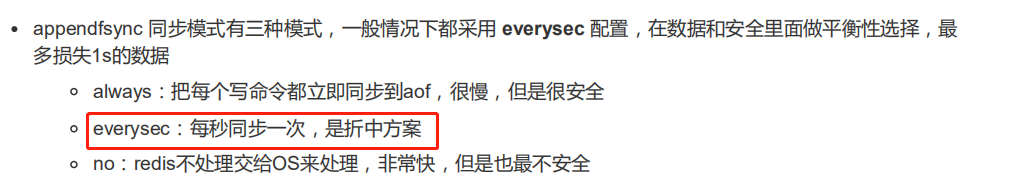 appendfsync 同步模式有三种模式，一般情况下都采用 everysec 配置，在数据和安全里面做平衡性选择，最
多损失1s的数据
always：把每个写命令都立即同步到aof，很慢，但是很安全
everysec：每秒同步一次，是折中方案
no：redis不处理交给OS来处理，非常快，但是也最不安全